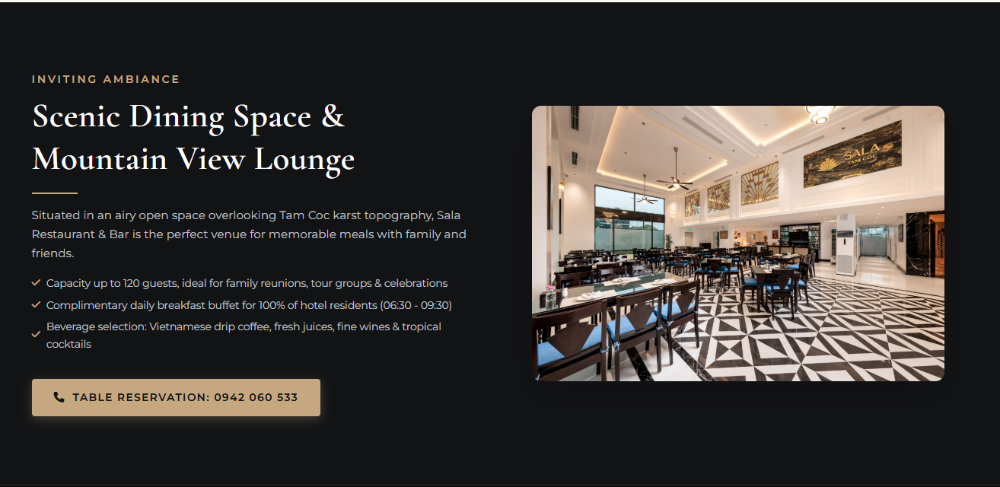 INVITING AMBIANCE
Scenic Dining Space &
Mountain View Lounge
Situated in an airy open space overlooking Tam Coc karst topography, Sala
Restaurant & Bar is the perfect venue for memorable meals with family and
friends.
Capacity up to 120 guests, ideal for family reunions, tour groups & celebrations
Complimentary daily breakfast buffet for 100% of hotel residents (06:30 - 09:30)
Beverage selection: Vietnamese drip coffee, fresh juices, fine wines & tropical
cocktails
TABLE RESERVATION: 0942 060 533
SALA
TAM COC